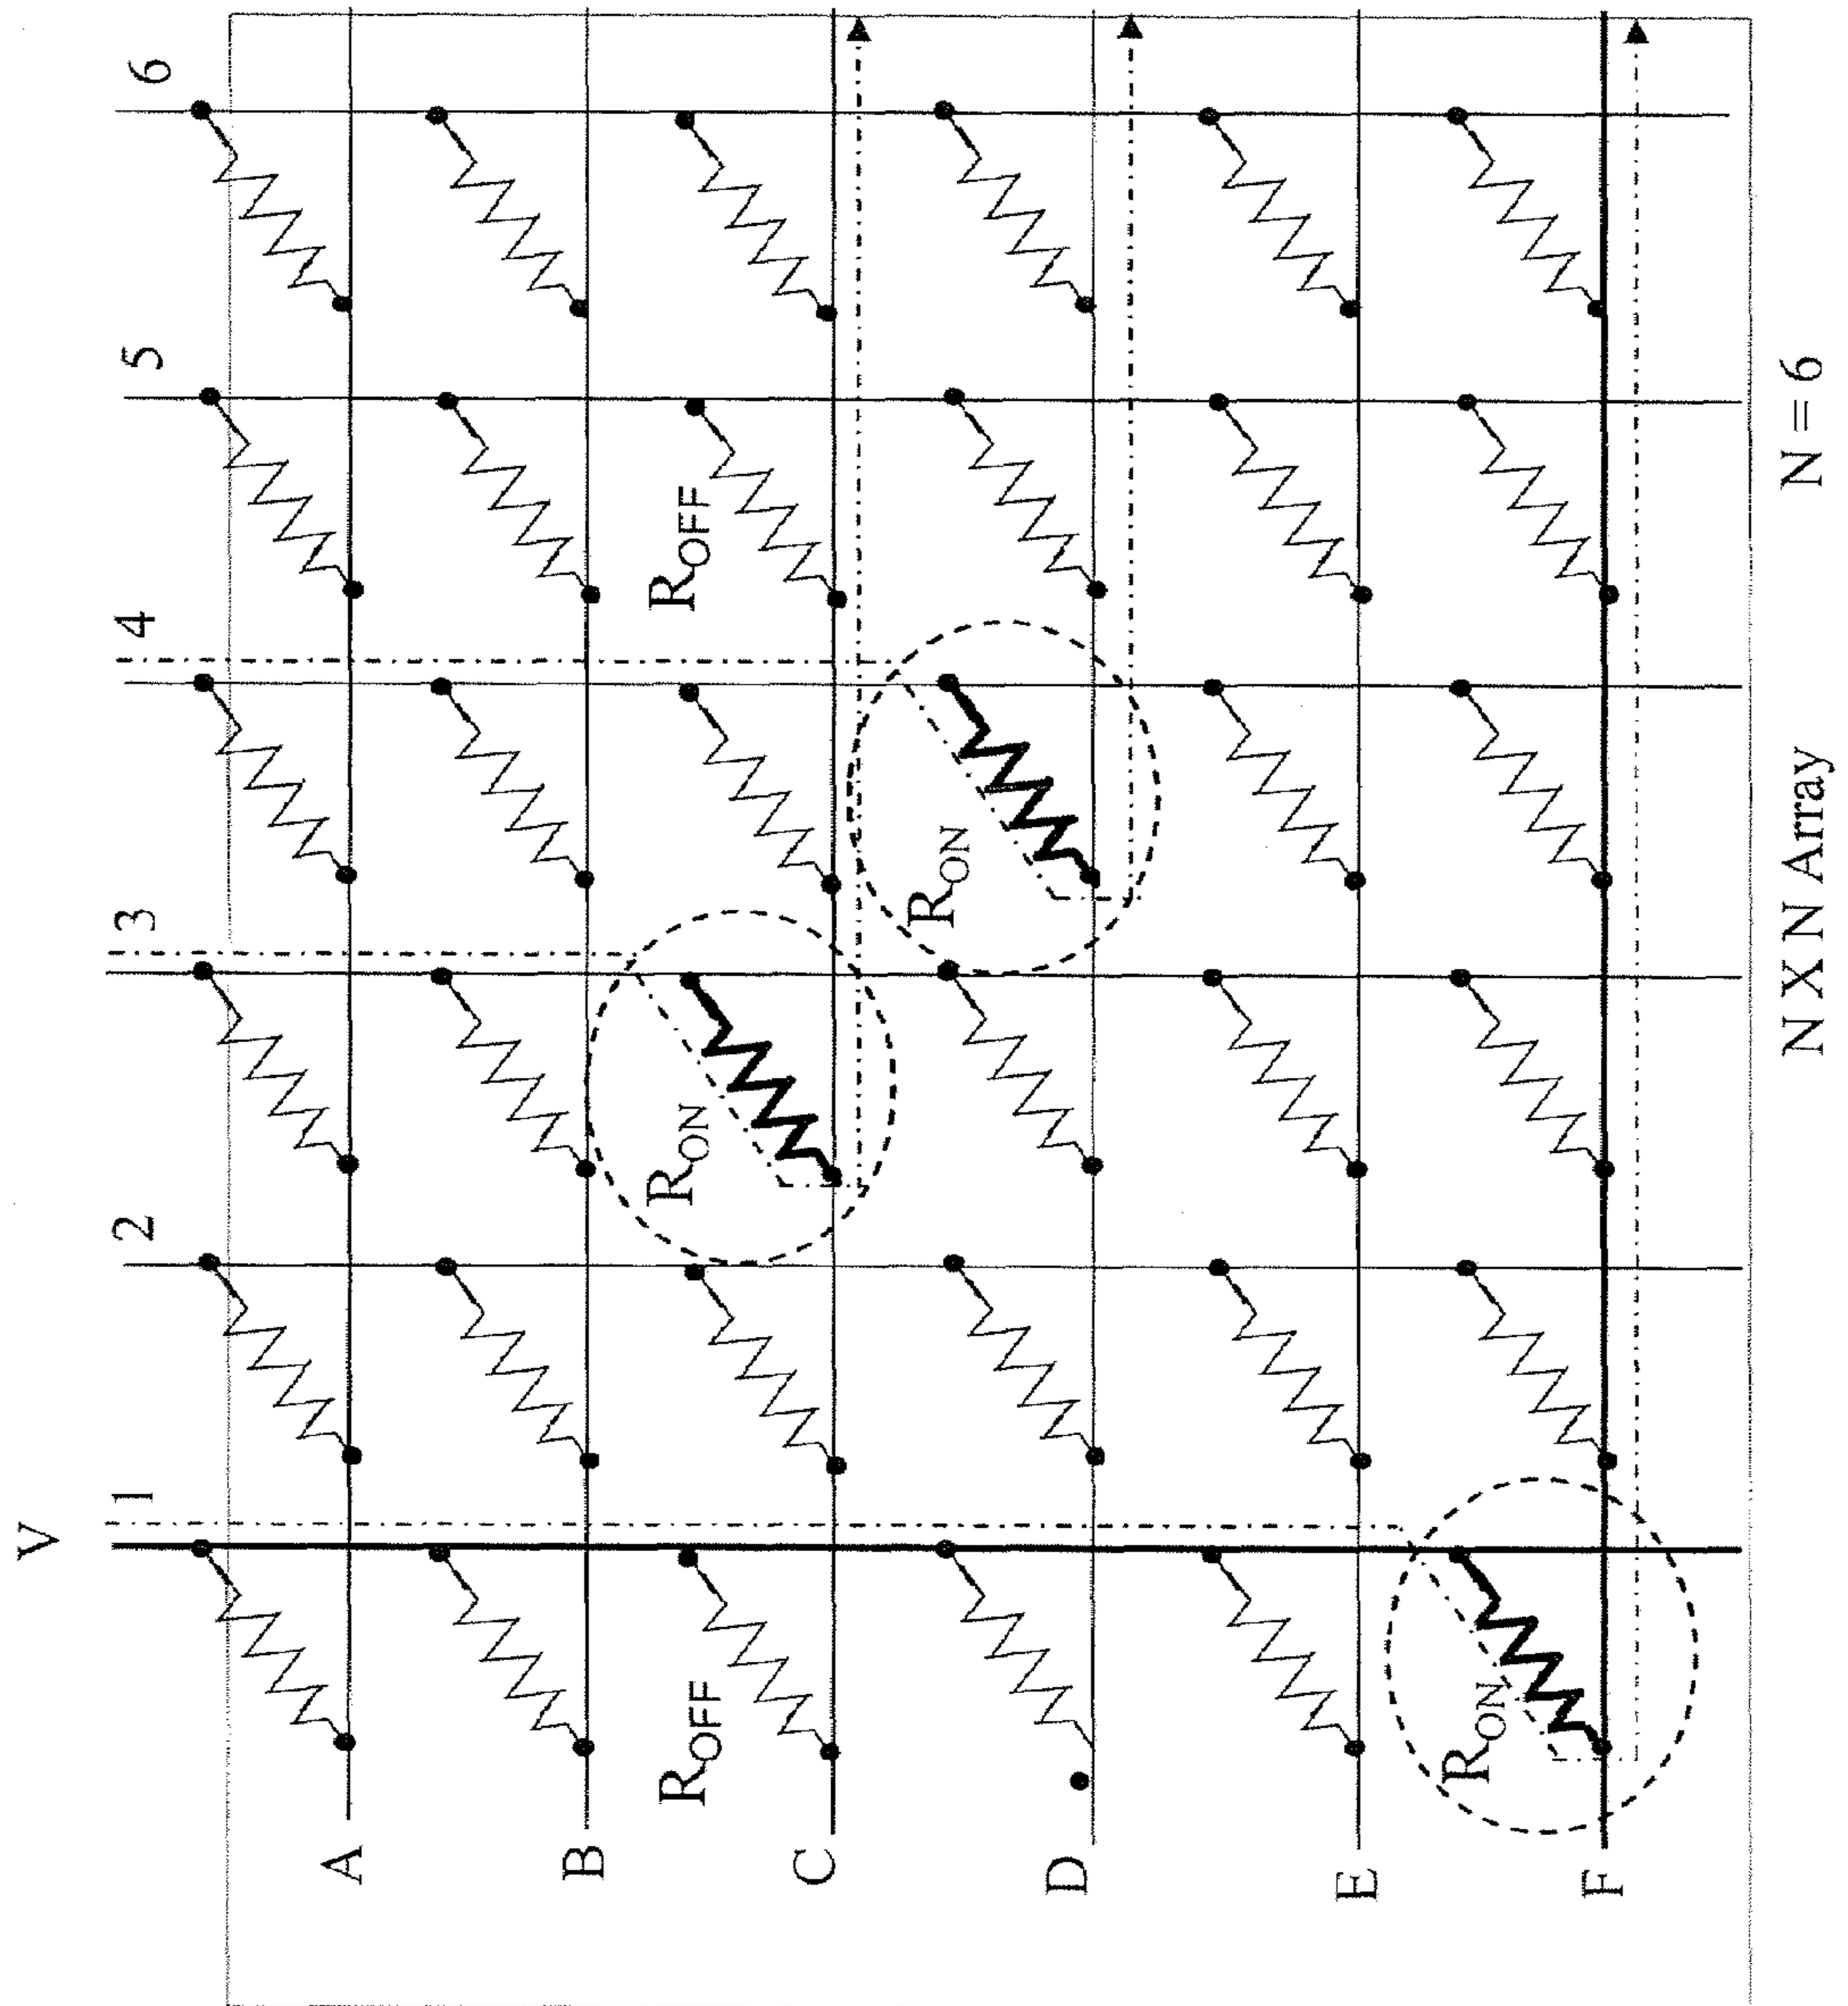 V
1 2 3 4 5 6
A
B
R_OFF R_ON R_OFF
C
R_ON
D
E
R_ON
F
N X N Array N = 6